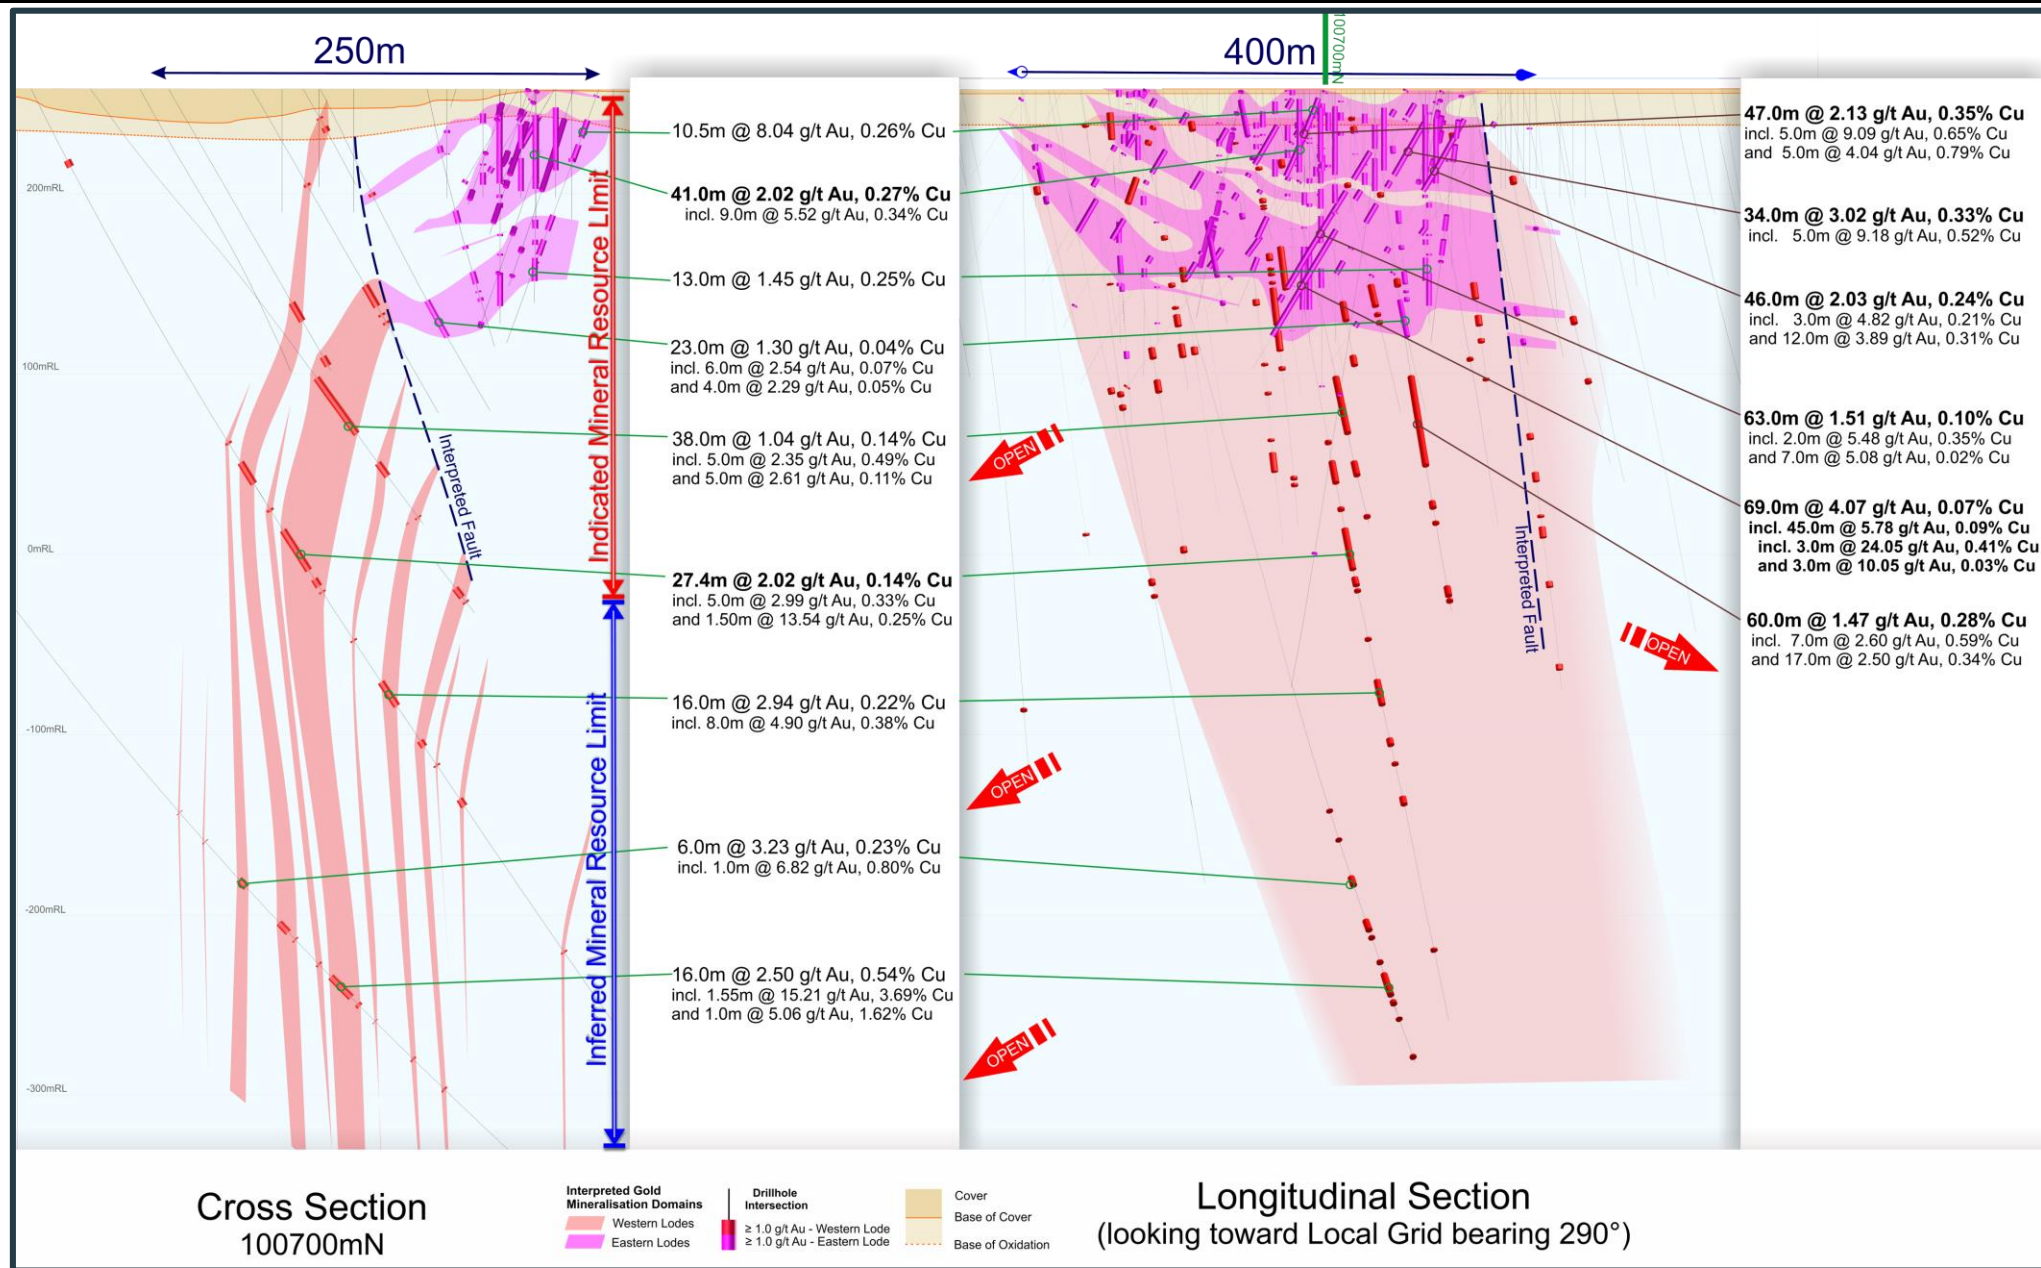 250m
400m
100700mN
200mRL
100mRL
0mRL
-100mRL
-200mRL
-300mRL
Interpreted Fault
Indicated Mineral Resource Limit
Inferred Mineral Resource Limit
10.5m @ 8.04 g/t Au, 0.26% Cu
41.0m @ 2.02 g/t Au, 0.27% Cu
incl. 9.0m @ 5.52 g/t Au, 0.34% Cu
13.0m @ 1.45 g/t Au, 0.25% Cu
23.0m @ 1.30 g/t Au, 0.04% Cu
incl. 6.0m @ 2.54 g/t Au, 0.07% Cu
and 4.0m @ 2.29 g/t Au, 0.05% Cu
38.0m @ 1.04 g/t Au, 0.14% Cu
incl. 5.0m @ 2.35 g/t Au, 0.49% Cu
and 5.0m @ 2.61 g/t Au, 0.11% Cu
27.4m @ 2.02 g/t Au, 0.14% Cu
incl. 5.0m @ 2.99 g/t Au, 0.33% Cu
and 1.50m @ 13.54 g/t Au, 0.25% Cu
16.0m @ 2.94 g/t Au, 0.22% Cu
incl. 8.0m @ 4.90 g/t Au, 0.38% Cu
6.0m @ 3.23 g/t Au, 0.23% Cu
incl. 1.0m @ 6.82 g/t Au, 0.80% Cu
16.0m @ 2.50 g/t Au, 0.54% Cu
incl. 1.55m @ 15.21 g/t Au, 3.69% Cu
and 1.0m @ 5.06 g/t Au, 1.62% Cu
OPEN
OPEN
OPEN
Interpreted Fault
OPEN
47.0m @ 2.13 g/t Au, 0.35% Cu
incl. 5.0m @ 9.09 g/t Au, 0.65% Cu
and 5.0m @ 4.04 g/t Au, 0.79% Cu
34.0m @ 3.02 g/t Au, 0.33% Cu
incl. 5.0m @ 9.18 g/t Au, 0.52% Cu
46.0m @ 2.03 g/t Au, 0.24% Cu
incl. 3.0m @ 4.82 g/t Au, 0.21% Cu
and 12.0m @ 3.89 g/t Au, 0.31% Cu
63.0m @ 1.51 g/t Au, 0.10% Cu
incl. 2.0m @ 5.48 g/t Au, 0.35% Cu
and 7.0m @ 5.08 g/t Au, 0.02% Cu
69.0m @ 4.07 g/t Au, 0.07% Cu
incl. 45.0m @ 5.78 g/t Au, 0.09% Cu
incl. 3.0m @ 24.05 g/t Au, 0.41% Cu
and 3.0m @ 10.05 g/t Au, 0.03% Cu
60.0m @ 1.47 g/t Au, 0.28% Cu
incl. 7.0m @ 2.60 g/t Au, 0.59% Cu
and 17.0m @ 2.50 g/t Au, 0.34% Cu
Cross Section
100700mN
Interpreted Gold
Mineralisation Domains
Western Lodes
Eastern Lodes
Drillhole
Intersection
≥ 1.0 g/t Au - Western Lode
≥ 1.0 g/t Au - Eastern Lode
Cover
Base of Cover
Base of Oxidation
Longitudinal Section
(looking toward Local Grid bearing 290°)